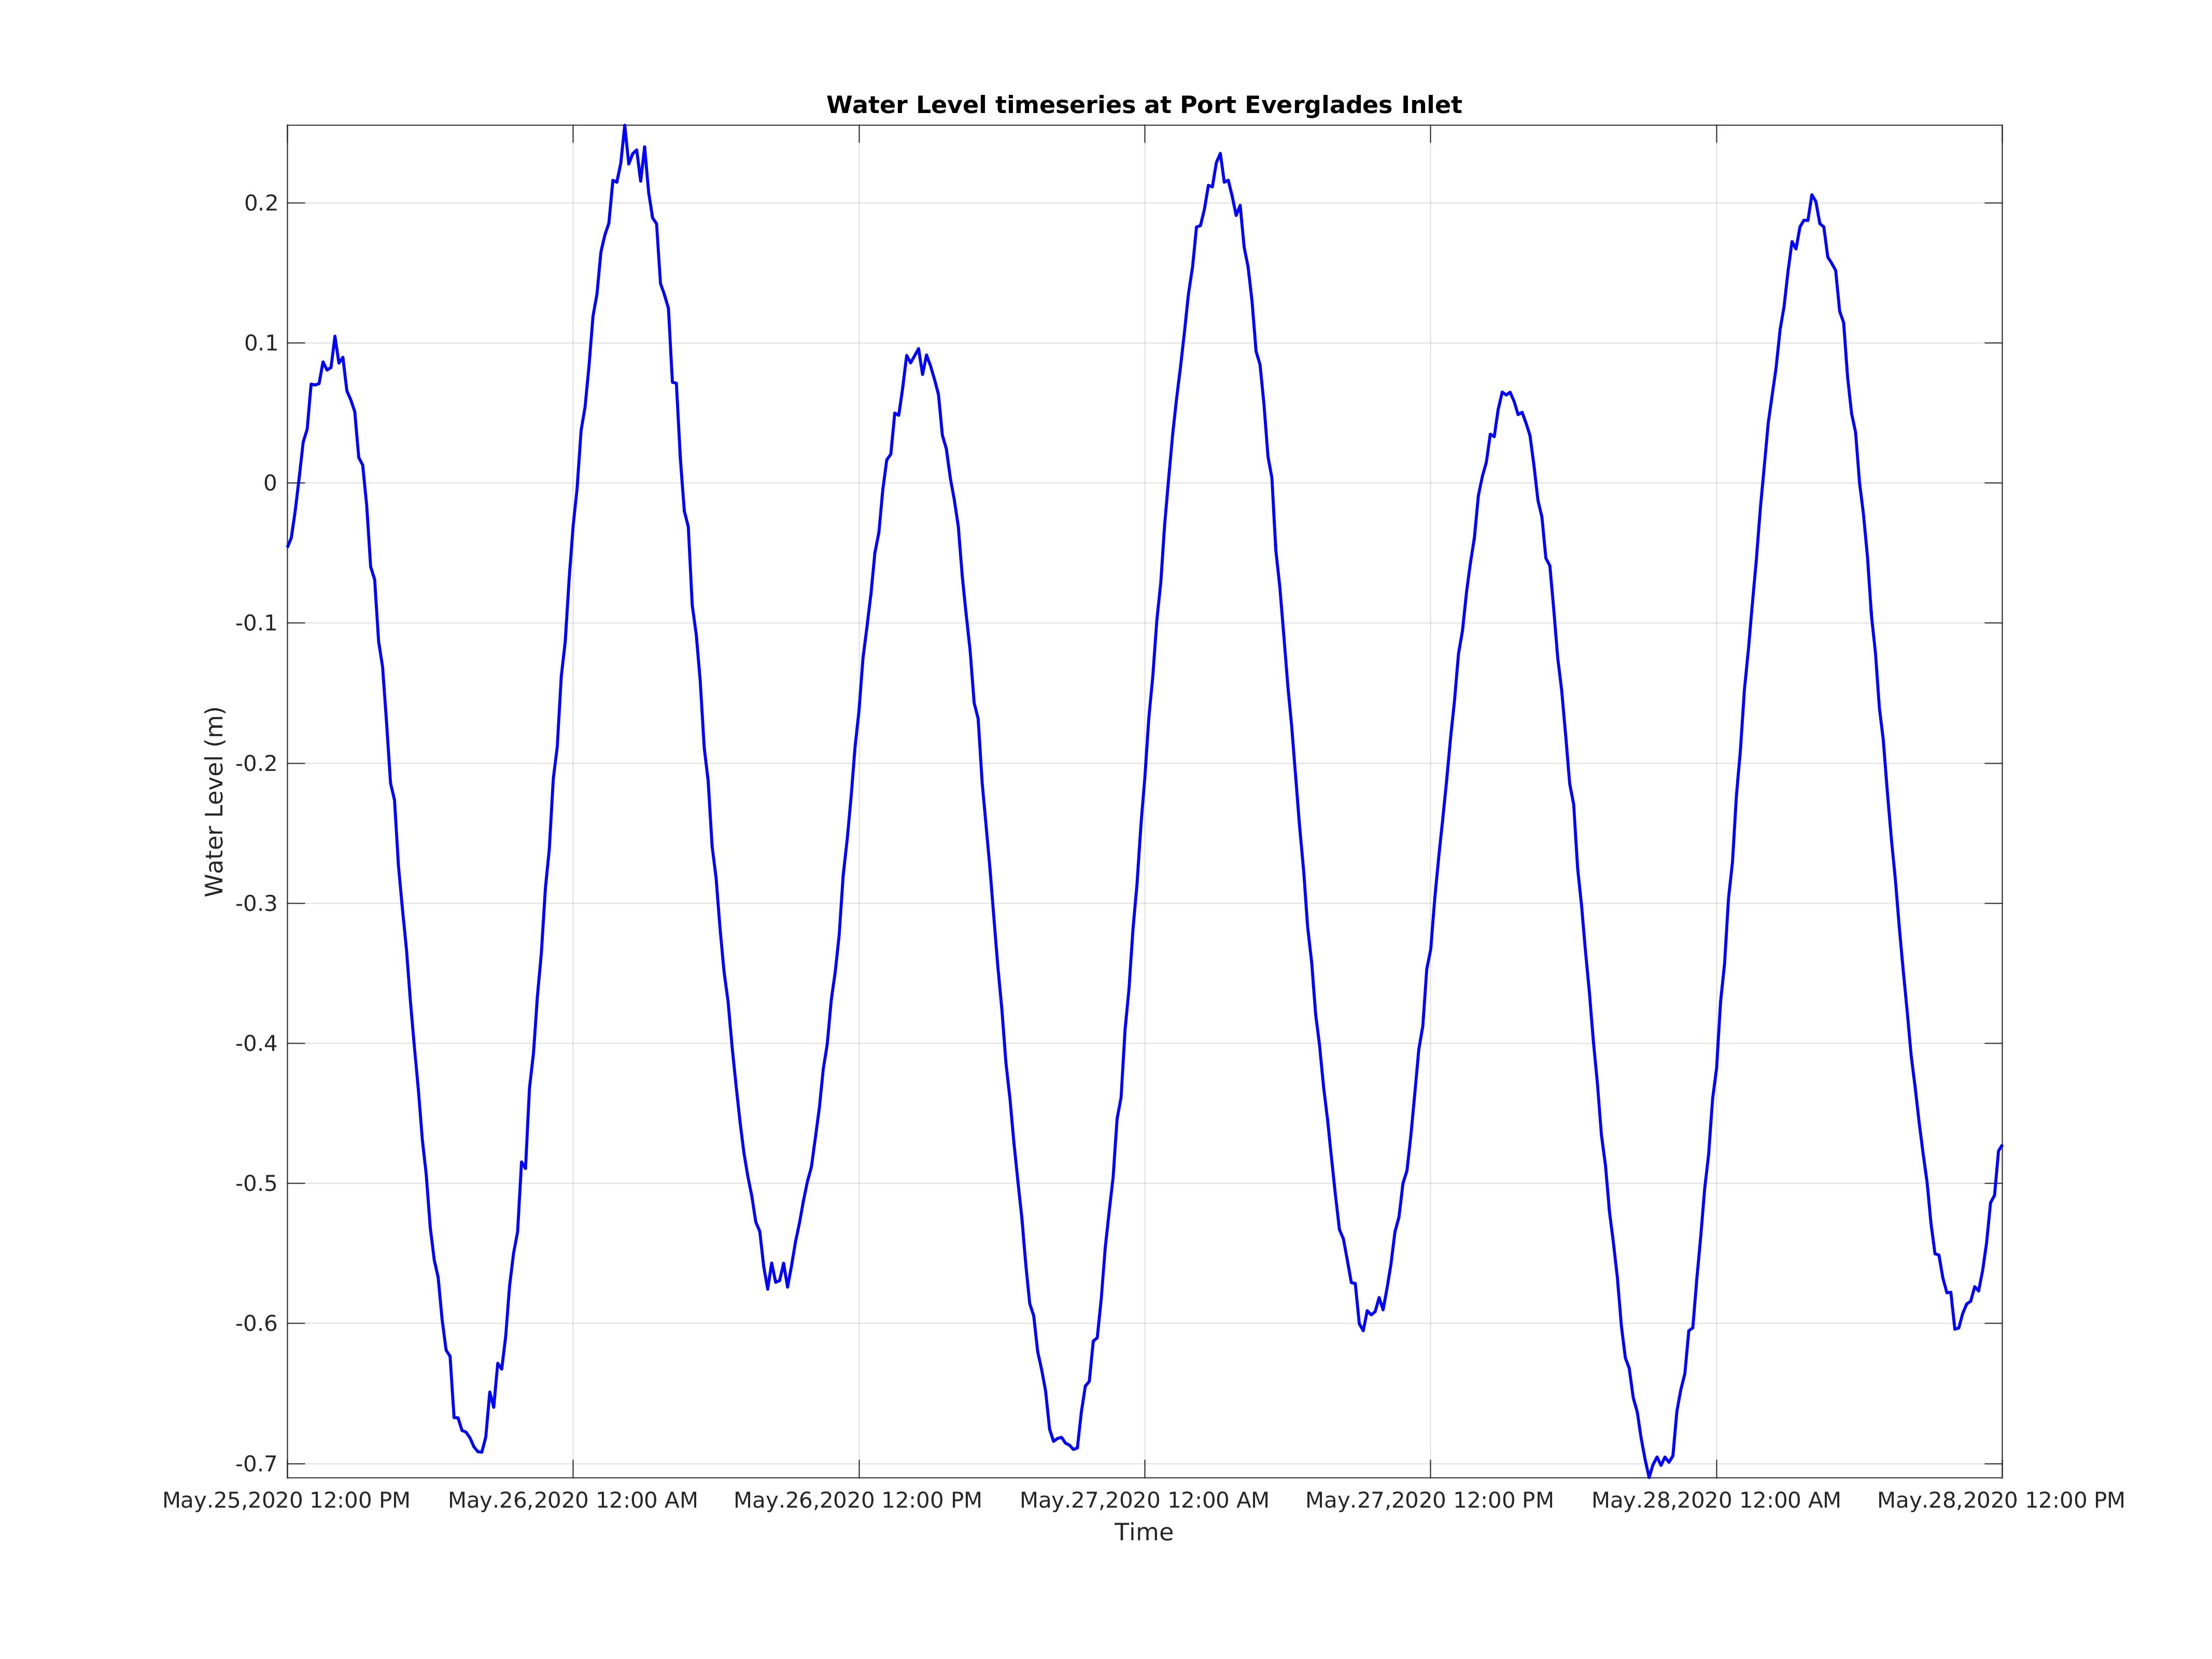 Water Level timeseries at Port Everglades Inlet
0.2
0.1
0
-0.1
-0.2
-0.3
-0.4
-0.5
-0.6
-0.7
Water Level (m)
May.25,2020 12:00 PM May.26,2020 12:00 AM May.26,2020 12:00 PM May.27,2020 12:00 AM May.27,2020 12:00 PM May.28,2020 12:00 AM May.28,2020 12:00 PM
Time